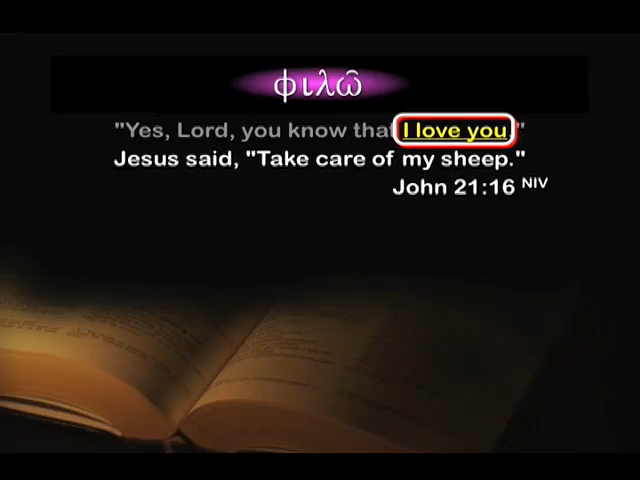 φιλῶ
"Yes, Lord, you know that I love you."
Jesus said, "Take care of my sheep."
John 21:16 NIV